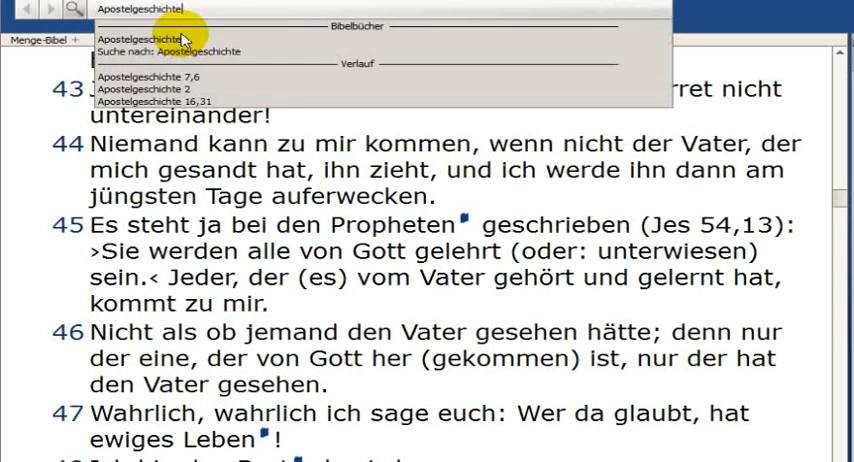 Apostelgeschichte
Bibelbücher
Menge-Bibel
Apostelgeschichte
Suche nach: Apostelgeschichte
Verlauf
Apostelgeschichte 7,6
Apostelgeschichte 2
Apostelgeschichte 16,31
43 rret nicht
untereinander!
44 Niemand kann zu mir kommen, wenn nicht der Vater, der
mich gesandt hat, ihn zieht, und ich werde ihn dann am
jüngsten Tage auferwecken.
45 Es steht ja bei den Propheten geschrieben (Jes 54,13):
›Sie werden alle von Gott gelehrt (oder: unterwiesen)
sein.‹ Jeder, der (es) vom Vater gehört und gelernt hat,
kommt zu mir.
46 Nicht als ob jemand den Vater gesehen hätte; denn nur
der eine, der von Gott her (gekommen) ist, nur der hat
den Vater gesehen.
47 Wahrlich, wahrlich ich sage euch: Wer da glaubt, hat
ewiges Leben !